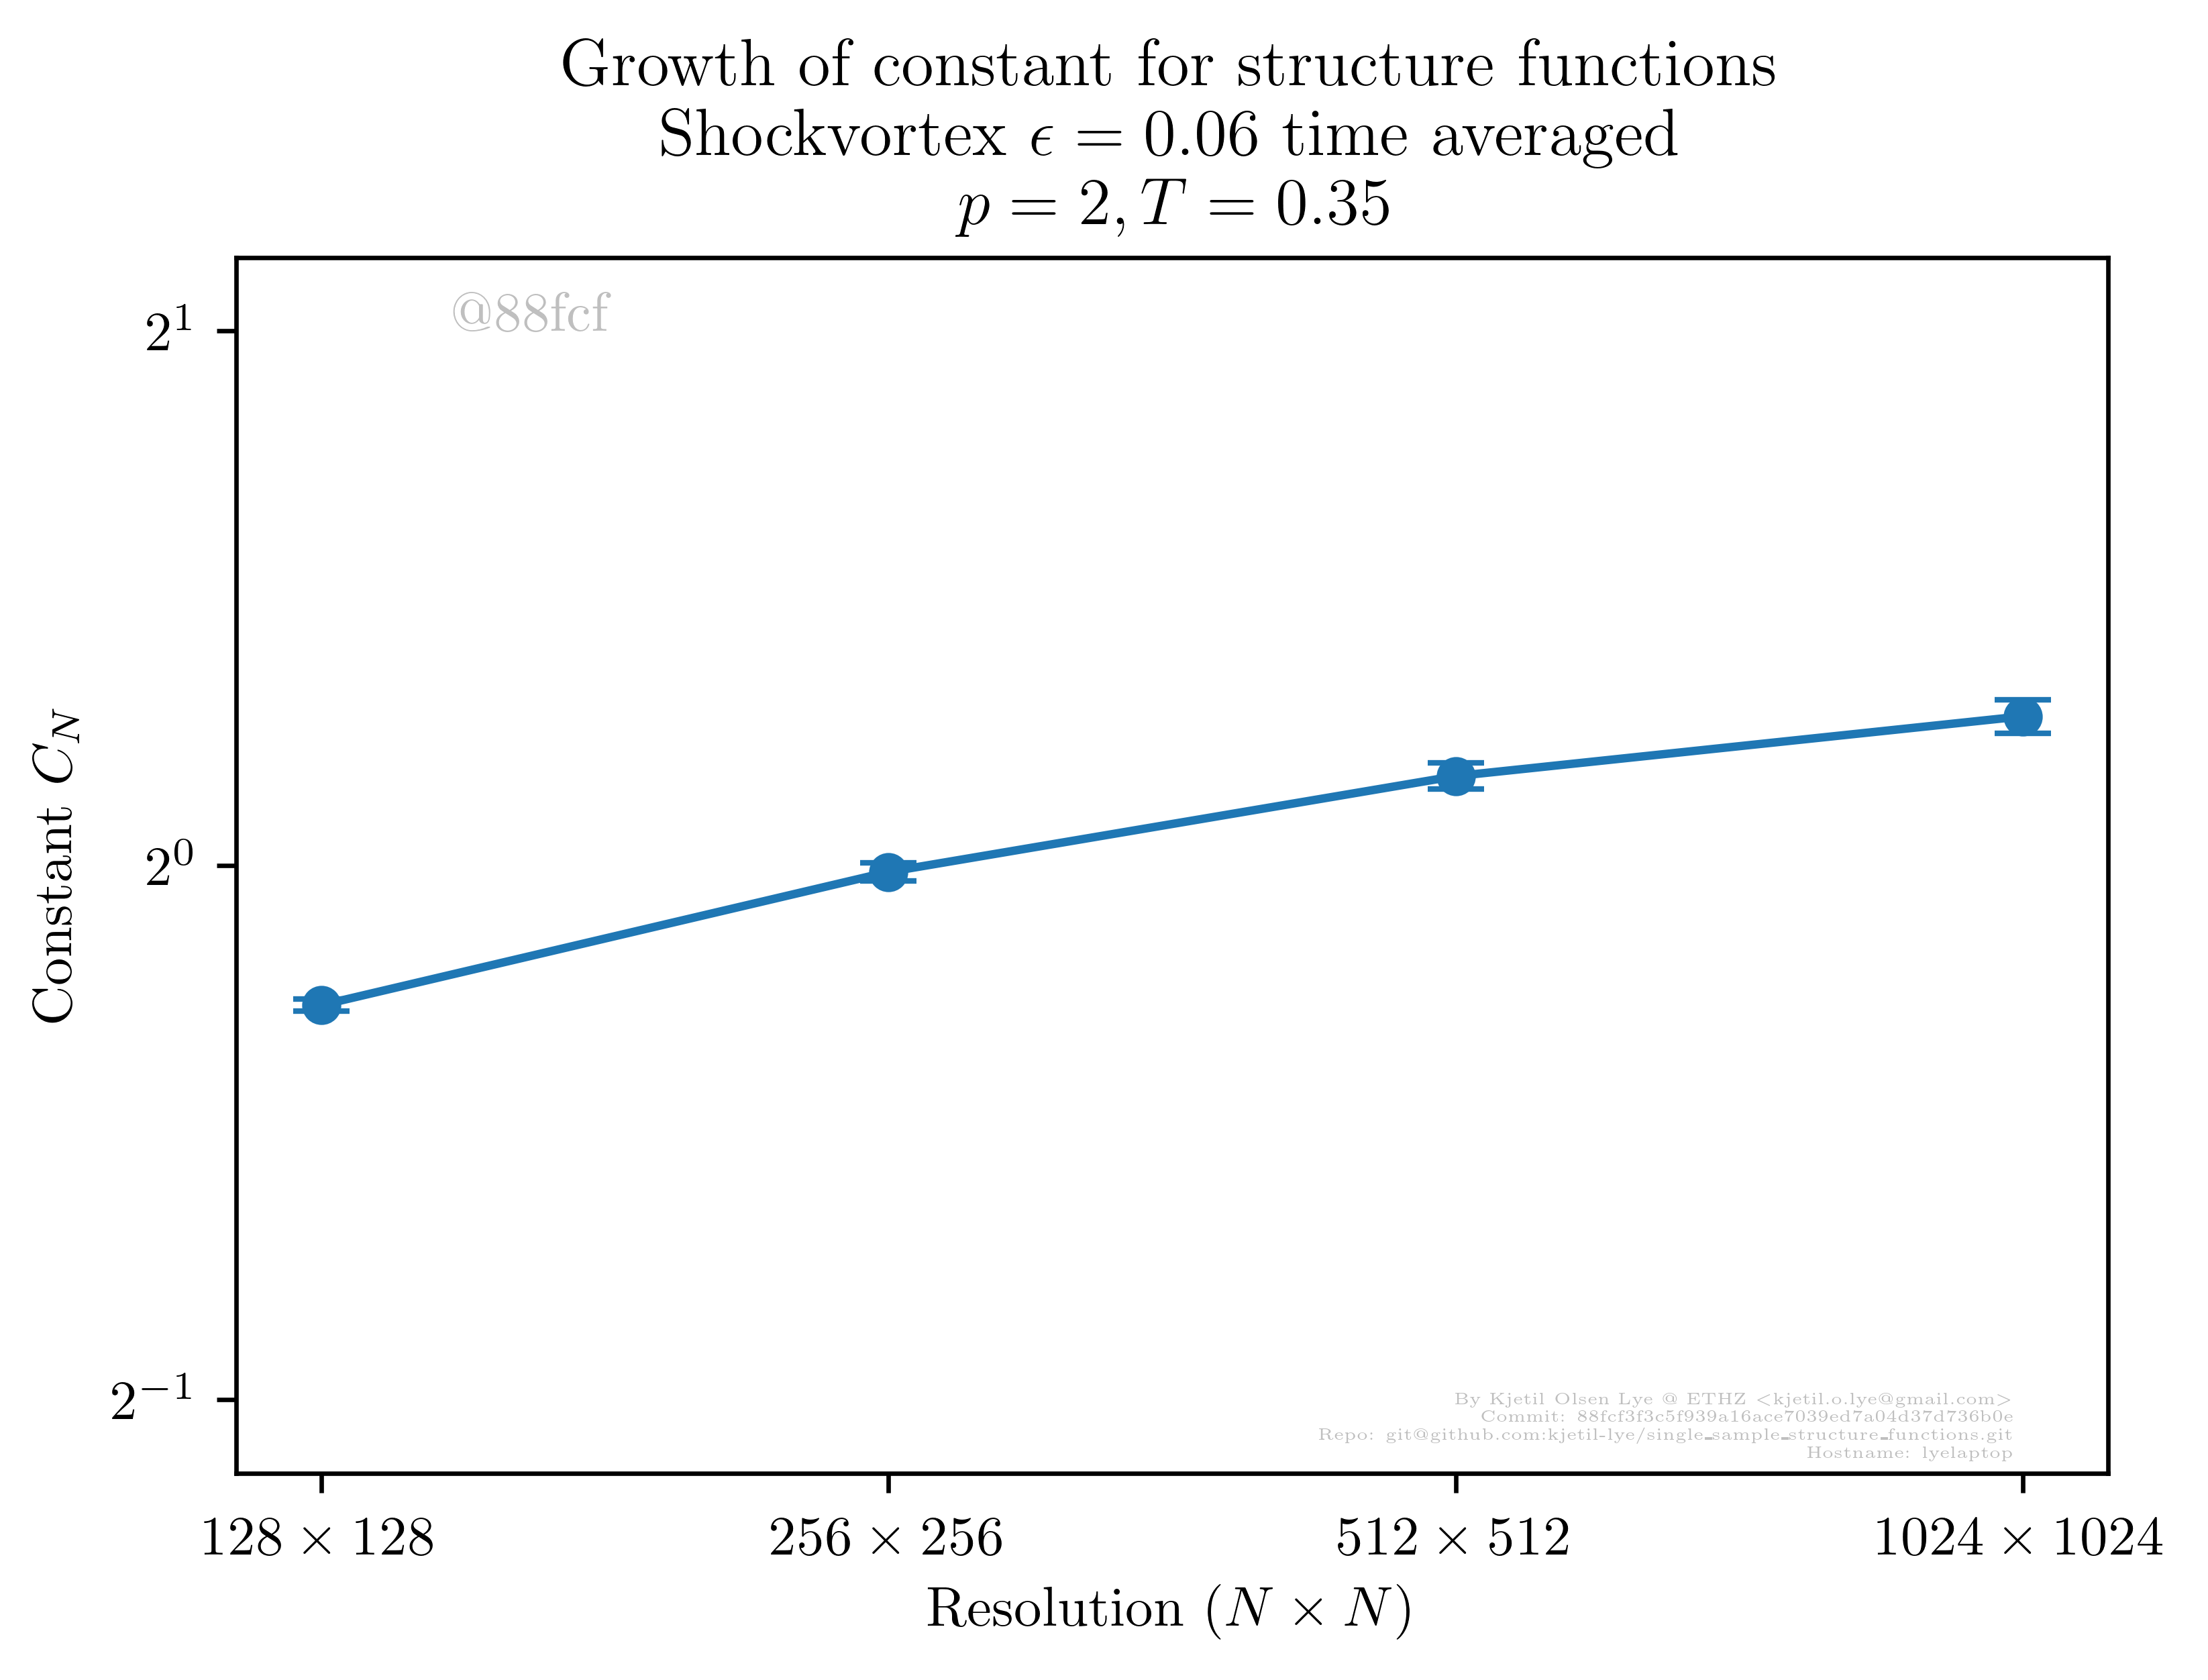 Growth of constant for structure functions
Shockvortex ϵ = 0.06 time averaged
p = 2, T = 0.35
@88fcf
2¹
2⁰
2⁻¹
Constant C_N
By Kjetil Olsen Lye @ ETHZ <kjetil.o.lye@gmail.com>
Commit: 88fcf3f3c5f939a16ace7039ed7a04d37d736b0e
Repo: git@github.com:kjetil-lye/single_sample_structure_functions.git
Hostname: lyelaptop
128 × 128
256 × 256
512 × 512
1024 × 1024
Resolution (N × N)